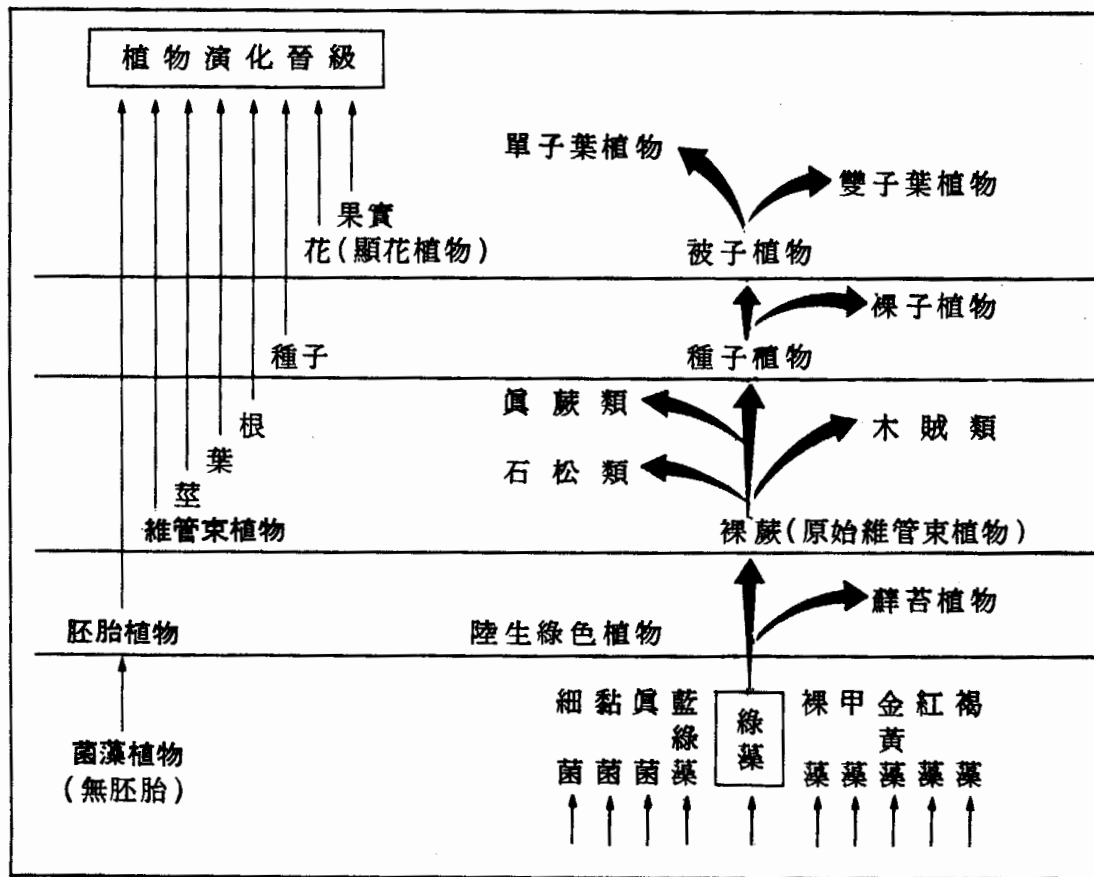 植物演化晉級
單子葉植物
雙子葉植物
果實
花(顯花植物)
被子植物
裸子植物
種子
種子植物
眞蕨類
木賊類
根
葉
石松類
莖
維管束植物
裸蕨(原始維管束植物)
蘚苔植物
胚胎植物
陸生綠色植物
菌藻植物
(無胚胎)
細菌
黏菌
眞菌
藍綠藻
綠藻
裸藻
甲藻
金黃藻
紅藻
褐藻